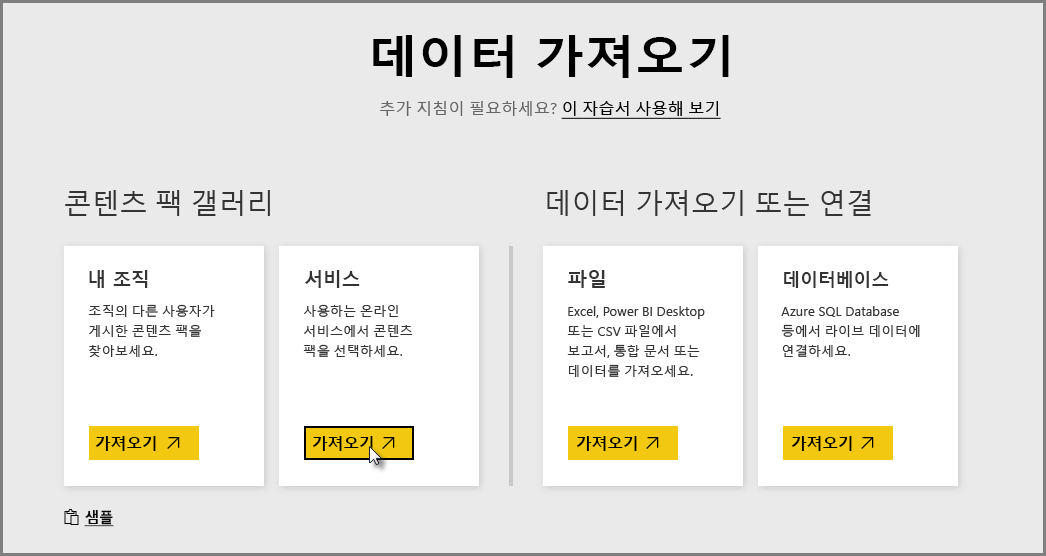 데이터 가져오기
추가 지침이 필요하세요? 이 자습서 사용해 보기
콘텐츠 팩 갤러리
내 조직
조직의 다른 사용자가
게시한 콘텐츠 팩을
찾아보세요.
가져오기
서비스
사용하는 온라인
서비스에서 콘텐츠
팩을 선택하세요.
가져오기
데이터 가져오기 또는 연결
파일
Excel, Power BI Desktop
또는 CSV 파일에서
보고서, 통합 문서 또는
데이터를 가져오세요.
가져오기
데이터베이스
Azure SQL Database
등에서 라이브 데이터에
연결하세요.
가져오기
샘플